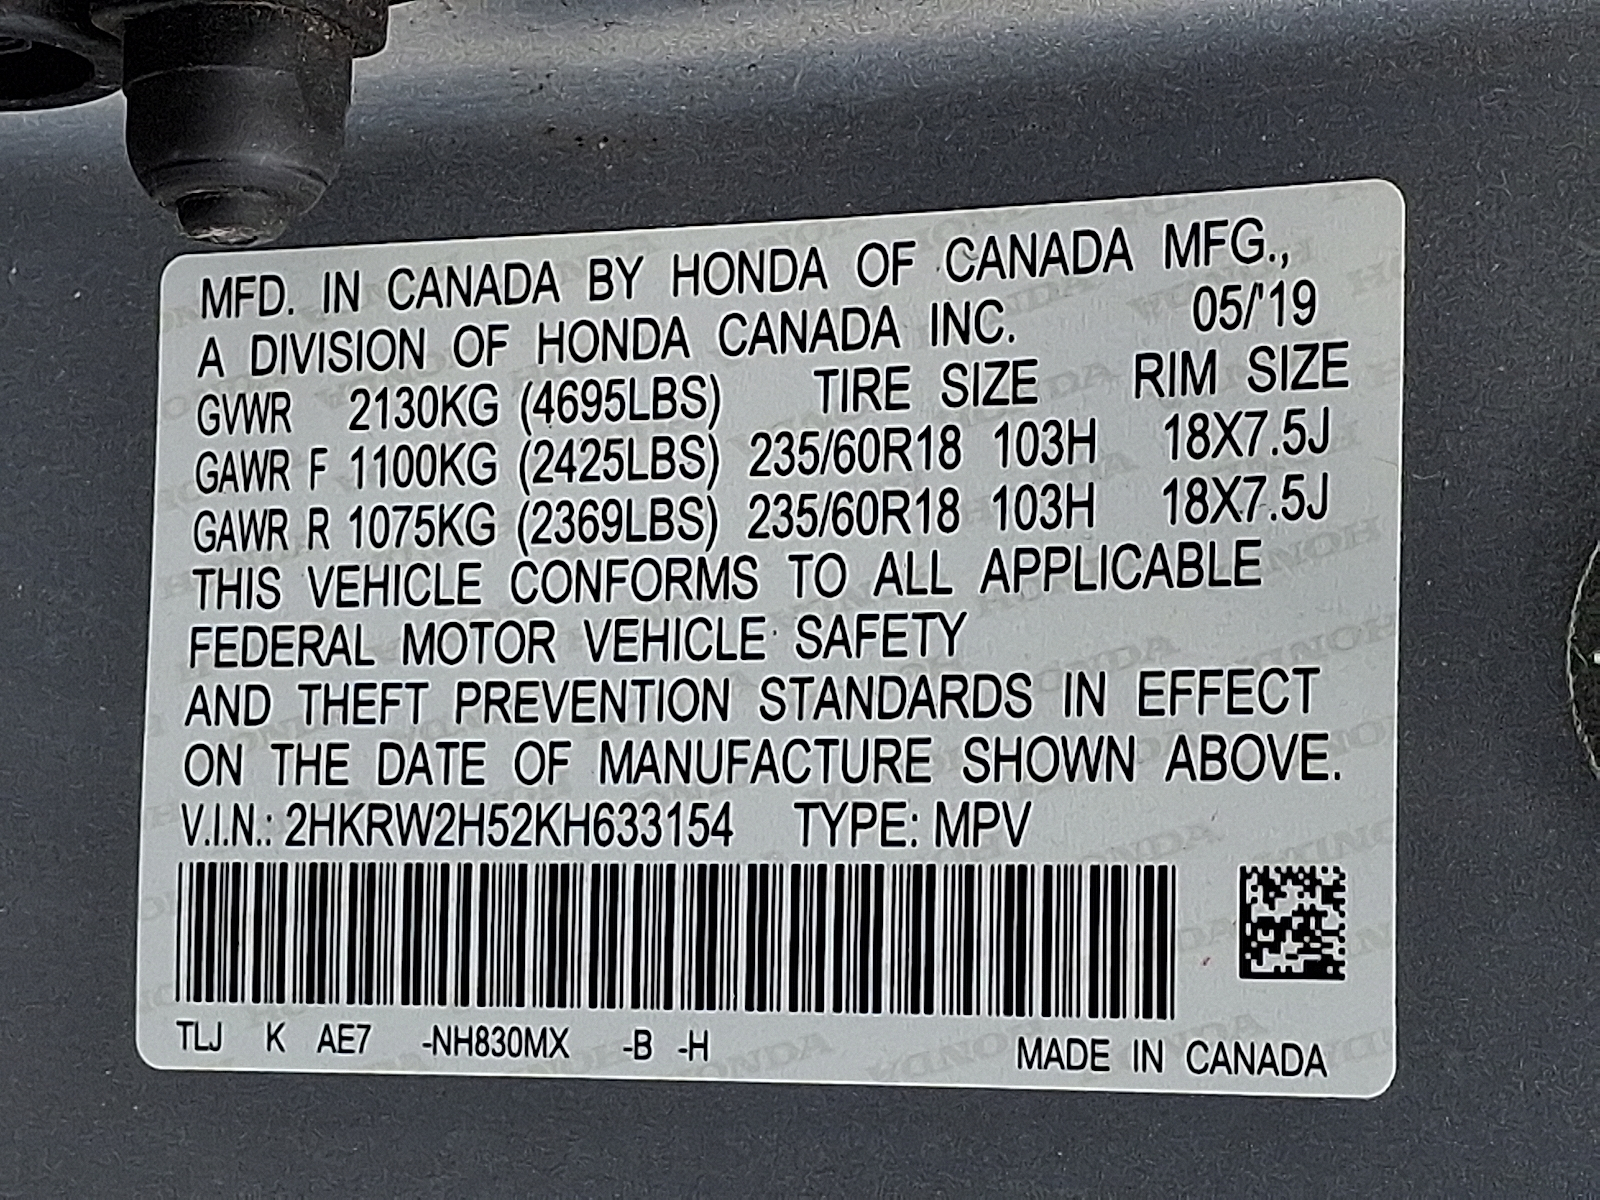 MFD. IN CANADA BY HONDA OF CANADA MFG.,
A DIVISION OF HONDA CANADA INC. 05/'19
GVWR 2130KG (4695LBS) TIRE SIZE RIM SIZE
GAWR F 1100KG (2425LBS) 235/60R18 103H 18X7.5J
GAWR R 1075KG (2369LBS) 235/60R18 103H 18X7.5J
THIS VEHICLE CONFORMS TO ALL APPLICABLE
FEDERAL MOTOR VEHICLE SAFETY
AND THEFT PREVENTION STANDARDS IN EFFECT
ON THE DATE OF MANUFACTURE SHOWN ABOVE.
V.I.N.: 2HKRW2H52KH633154 TYPE: MPV
TLJ K AE7 -NH830MX -B -H MADE IN CANADA